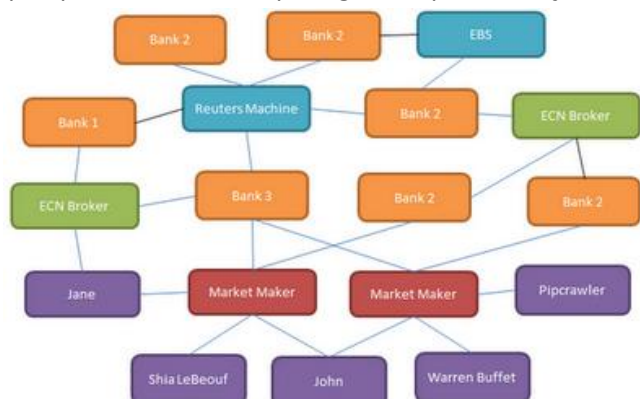 Bank 2
Bank 2
EBS
Bank 1
Reuters Machine
Bank 2
ECN Broker
ECN Broker
Bank 3
Bank 2
Bank 2
Jane
Market Maker
Market Maker
Pipcrawler
Shia LeBeouf
John
Warren Buffet